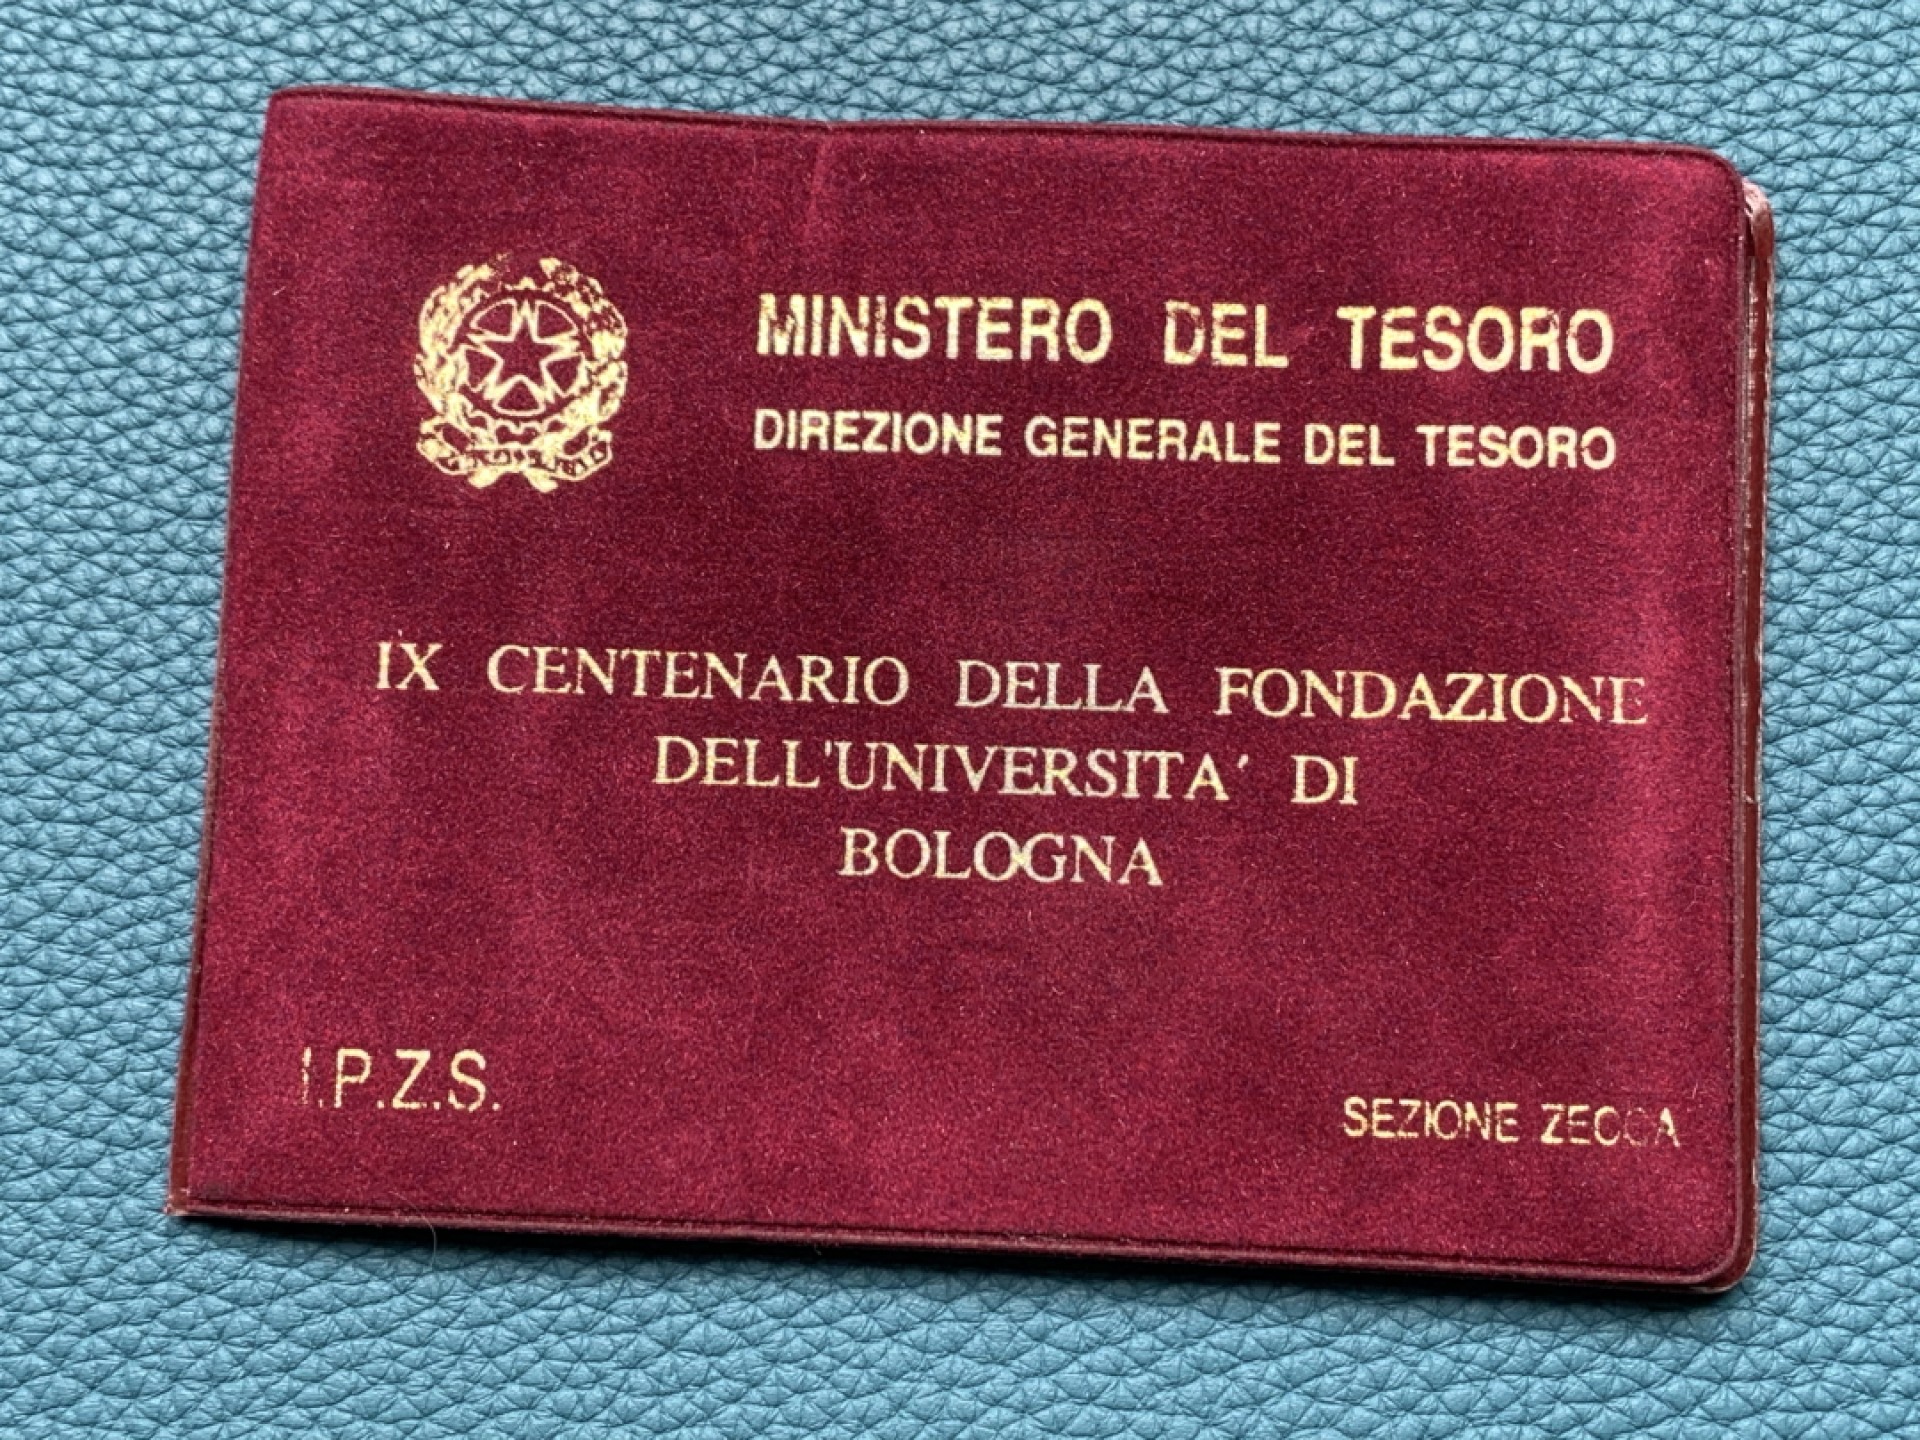 MINISTERO DEL TESORO
DIREZIONE GENERALE DEL TESORO
IX CENTENARIO DELLA FONDAZIONE
DELL'UNIVERSITA' DI
BOLOGNA
I.P.Z.S.
SEZIONE ZECCA